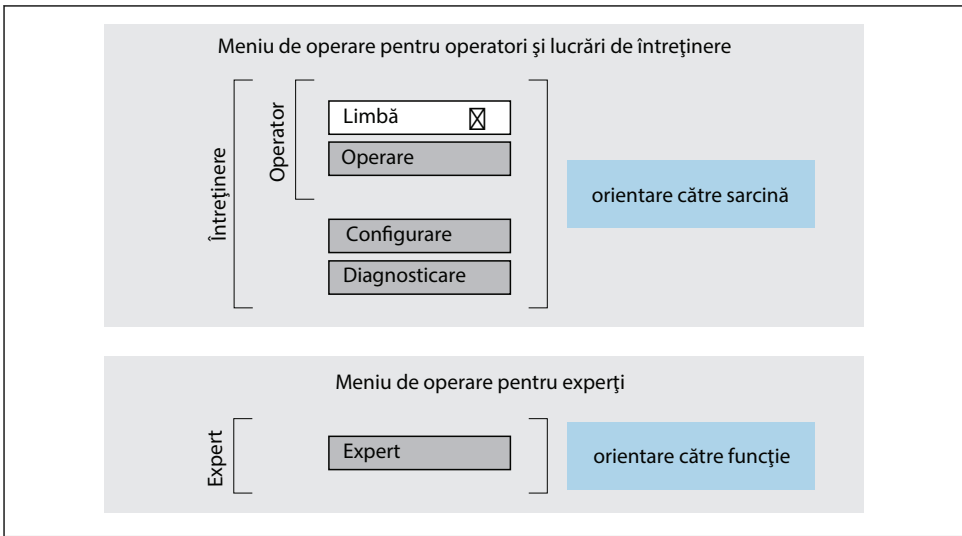 Meniu de operare pentru operatori şi lucrări de întreţinere
Întreţinere
Operator
Limbă
Operare
Configurare
Diagnosticare
orientare către sarcină
Meniu de operare pentru experţi
Expert
Expert
orientare către funcţie